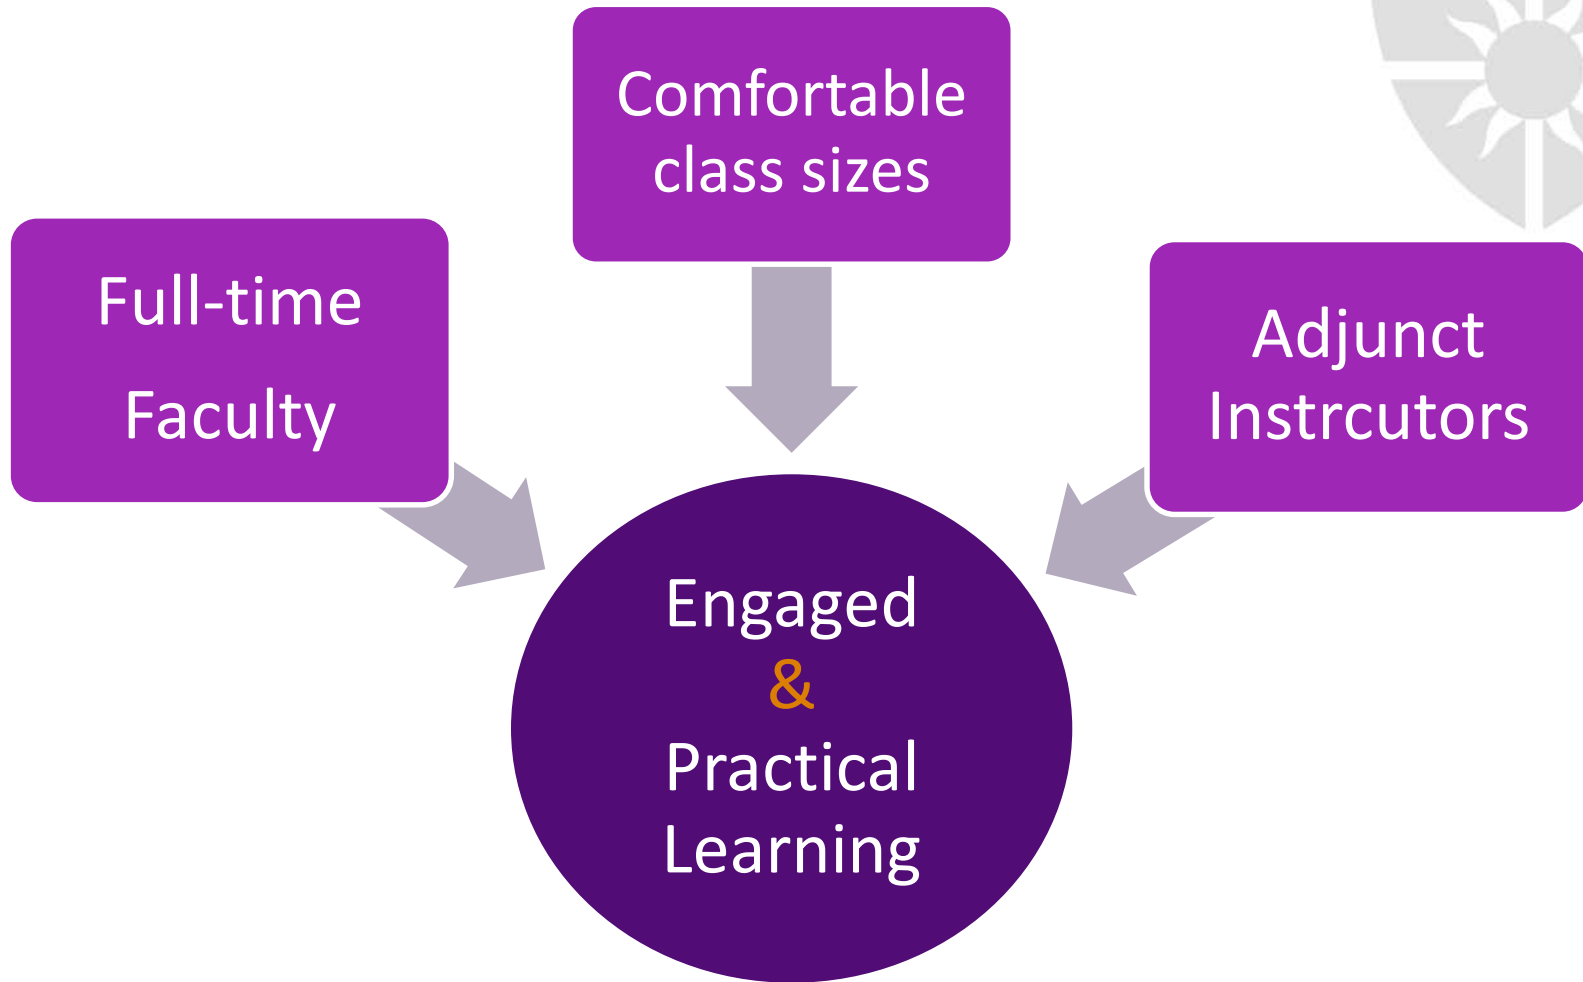 Comfortable
class sizes
Full-time
Faculty
Adjunct
Instrcutors
Engaged
&
Practical
Learning